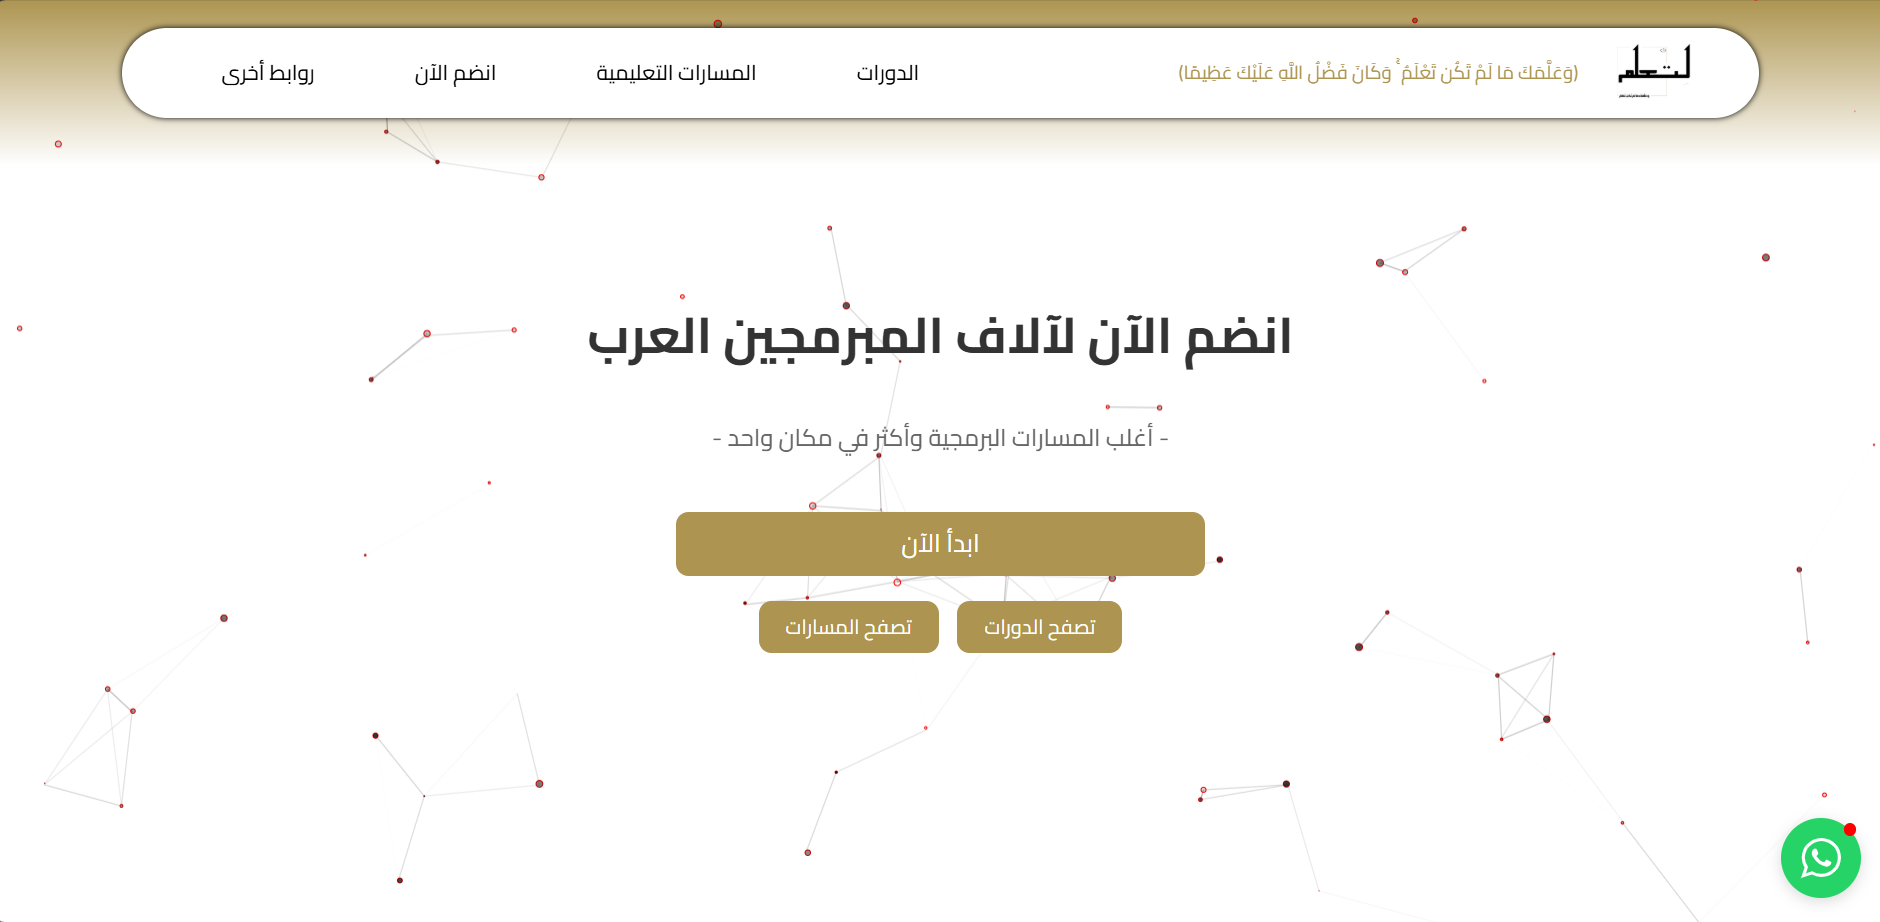 لتعلم
(وَعَلَّمَكَ مَا لَمْ تَكُن تَعْلَمُ ۚ وَكَانَ فَضْلُ اللَّهِ عَلَيْكَ عَظِيمًا)
الدورات
المسارات التعليمية
انضم الآن
روابط أخرى
انضم الآن لآلاف المبرمجين العرب
- أغلب المسارات البرمجية وأكثر في مكان واحد -
ابدأ الآن
تصفح الدورات
تصفح المسارات